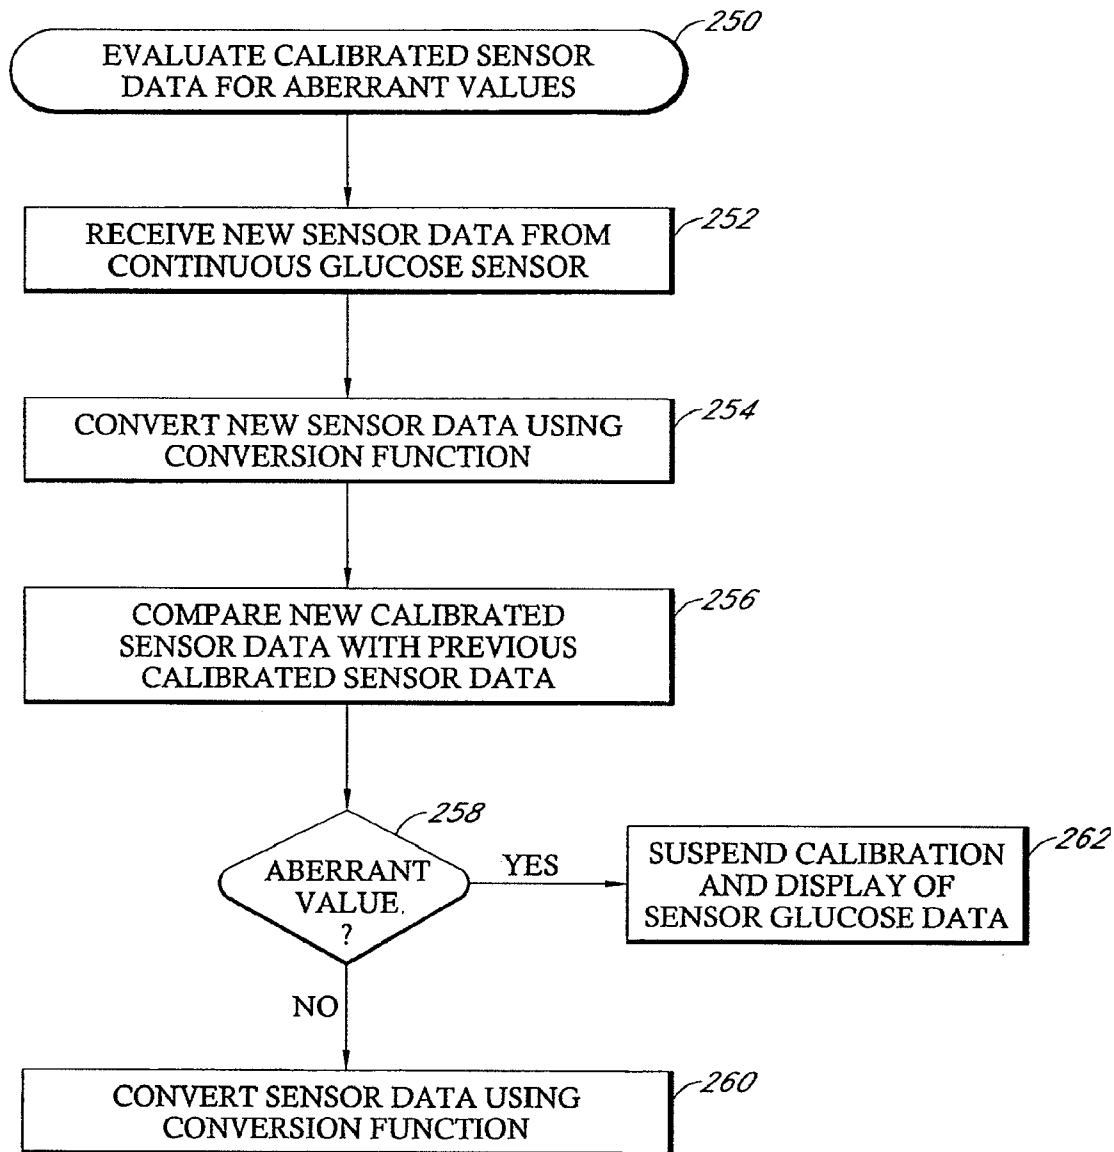 250
EVALUATE CALIBRATED SENSOR
DATA FOR ABERRANT VALUES
252
RECEIVE NEW SENSOR DATA FROM
CONTINUOUS GLUCOSE SENSOR
254
CONVERT NEW SENSOR DATA USING
CONVERSION FUNCTION
256
COMPARE NEW CALIBRATED
SENSOR DATA WITH PREVIOUS
CALIBRATED SENSOR DATA
258
ABERRANT
VALUE
?
YES
262
SUSPEND CALIBRATION
AND DISPLAY OF
SENSOR GLUCOSE DATA
NO
260
CONVERT SENSOR DATA USING
CONVERSION FUNCTION